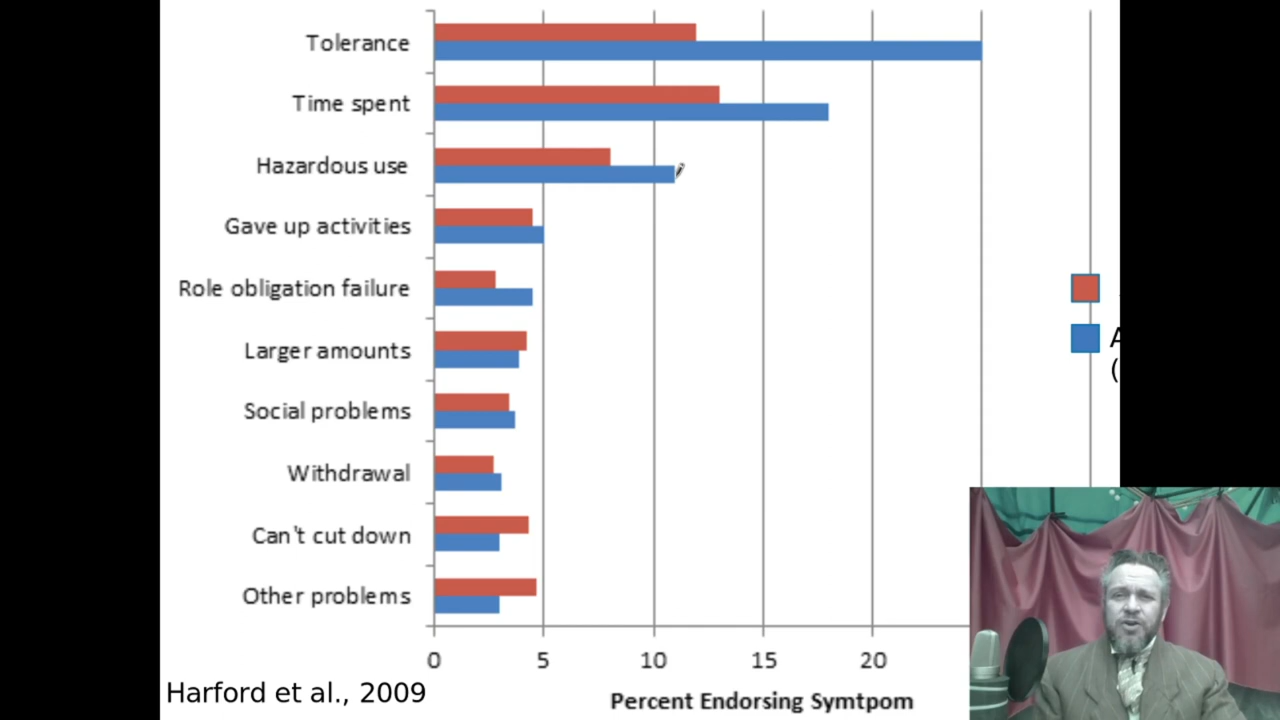 Tolerance
Time spent
Hazardous use
Gave up activities
Role obligation failure
Larger amounts
Social problems
Withdrawal
Can't cut down
Other problems
A
(
0 5 10 15 20
Harford et al., 2009
Percent Endorsing Symtpom